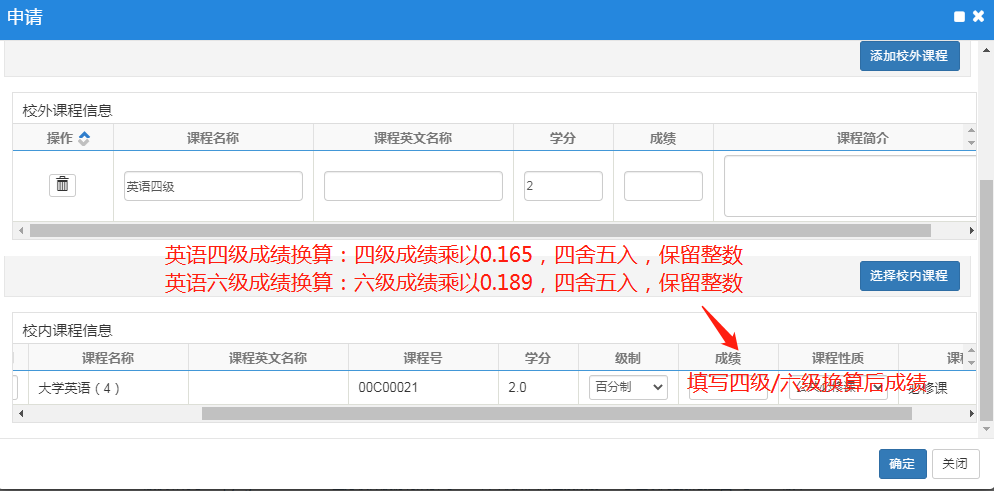 申请
添加校外课程
校外课程信息
操作 课程名称 课程英文名称 学分 成绩 课程简介
英语四级 2
英语四级成绩换算：四级成绩乘以0.165，四舍五入，保留整数
英语六级成绩换算：六级成绩乘以0.189，四舍五入，保留整数
选择校内课程
校内课程信息
课程名称 课程英文名称 课程号 学分 级制 成绩 课程性质
大学英语（4） 00C00021 2.0 百分制 必修课
填写四级/六级换算后成绩
确定 关闭